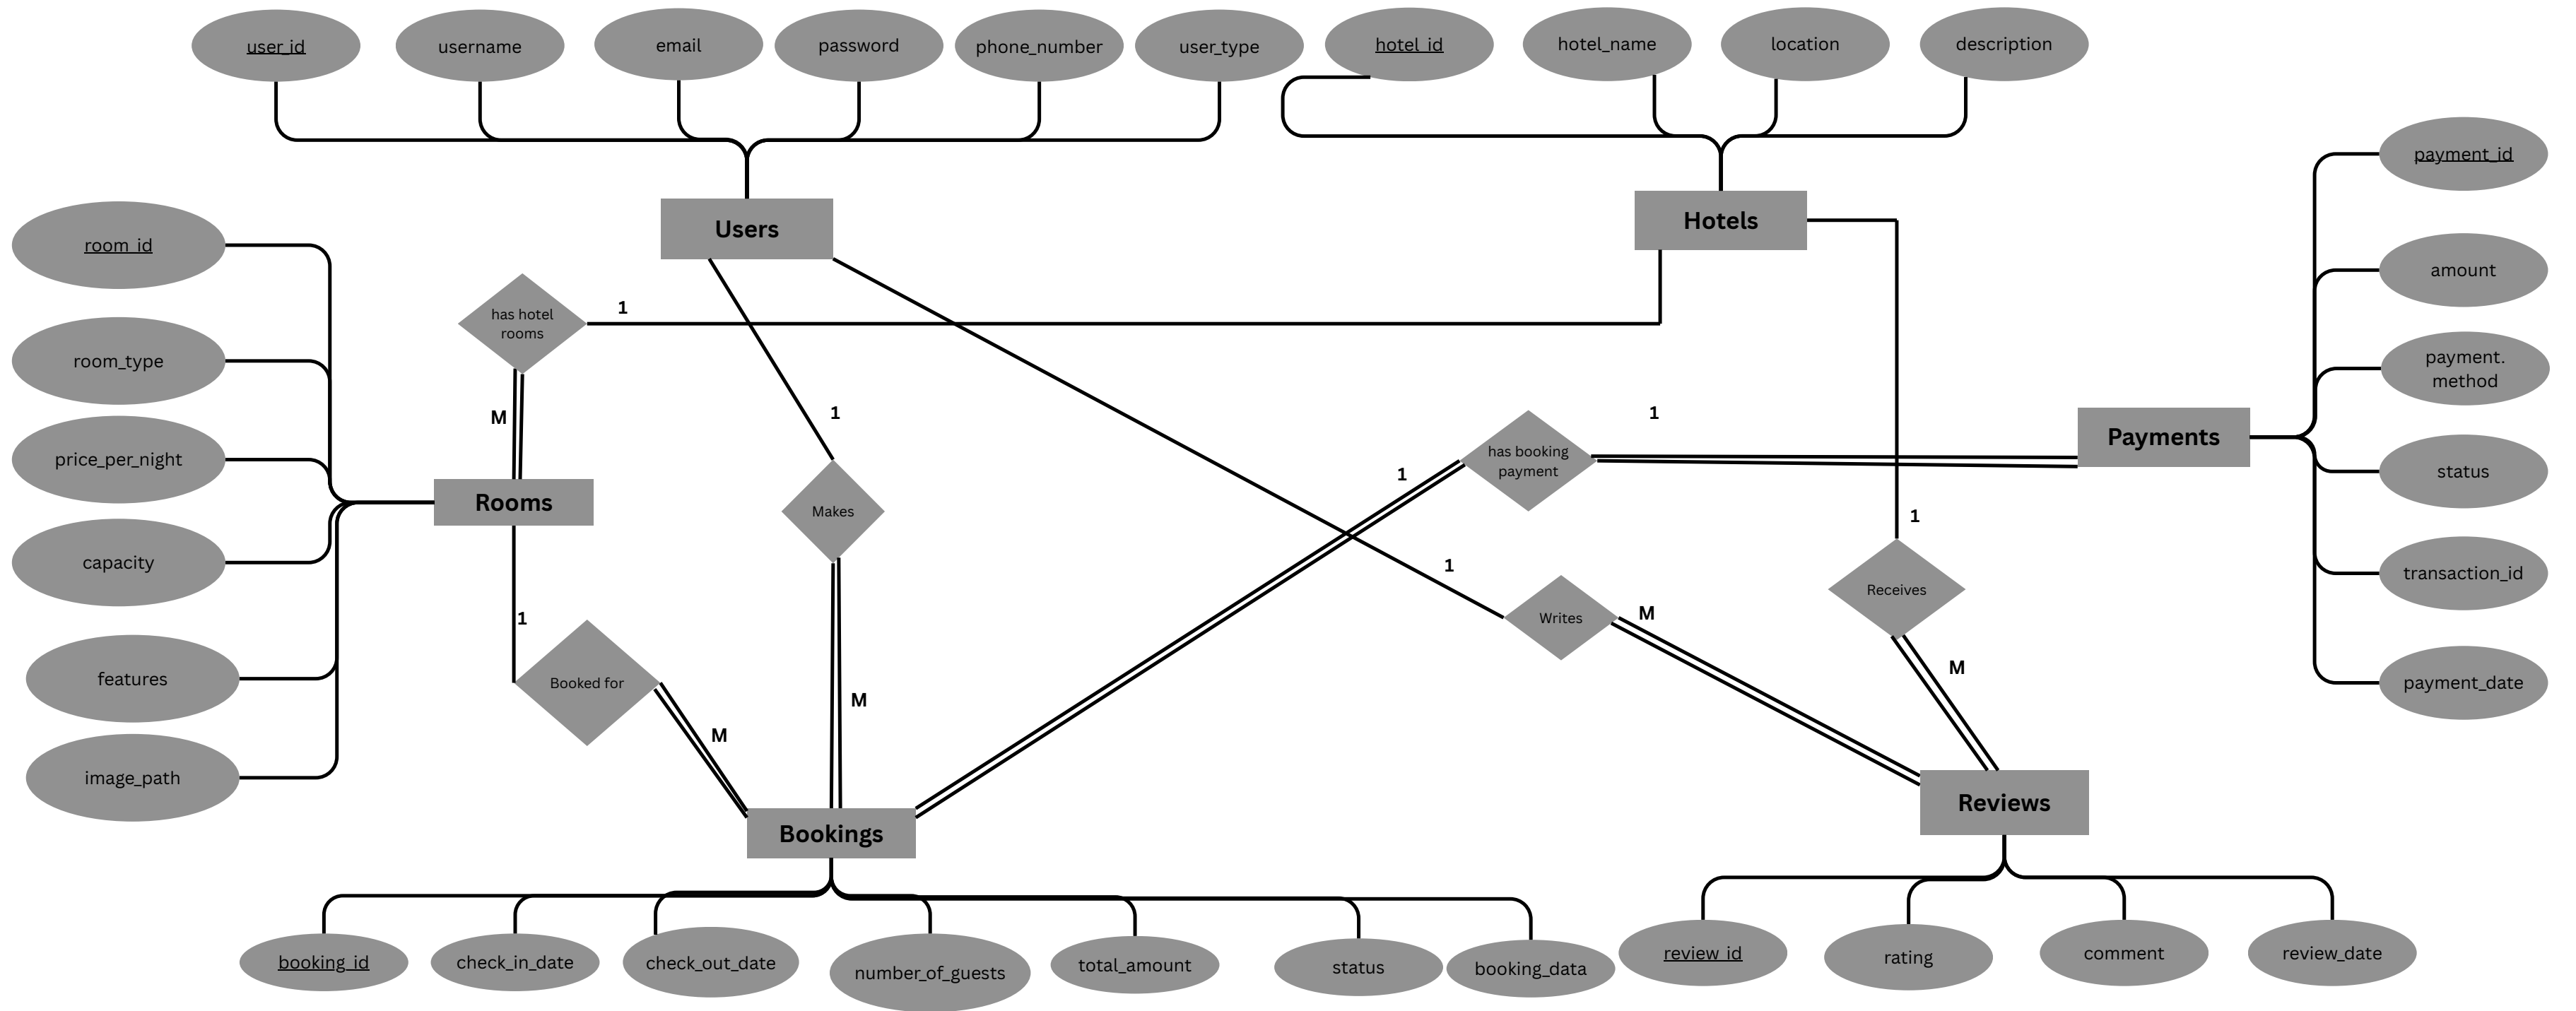 user_id
username
email
password
phone_number
user_type
hotel_id
hotel_name
location
description
payment_id
Users
Hotels
room_id
amount
has hotel
rooms
1
room_type
payment.
method
M
1
1
Payments
price_per_night
has booking
payment
1
status
Rooms
Makes
1
capacity
1
transaction_id
Receives
1
Writes
M
features
Booked for
M
M
payment_date
M
image_path
Reviews
Bookings
booking_id
check_in_date
check_out_date
number_of_guests
total_amount
status
booking_data
review_id
rating
comment
review_date